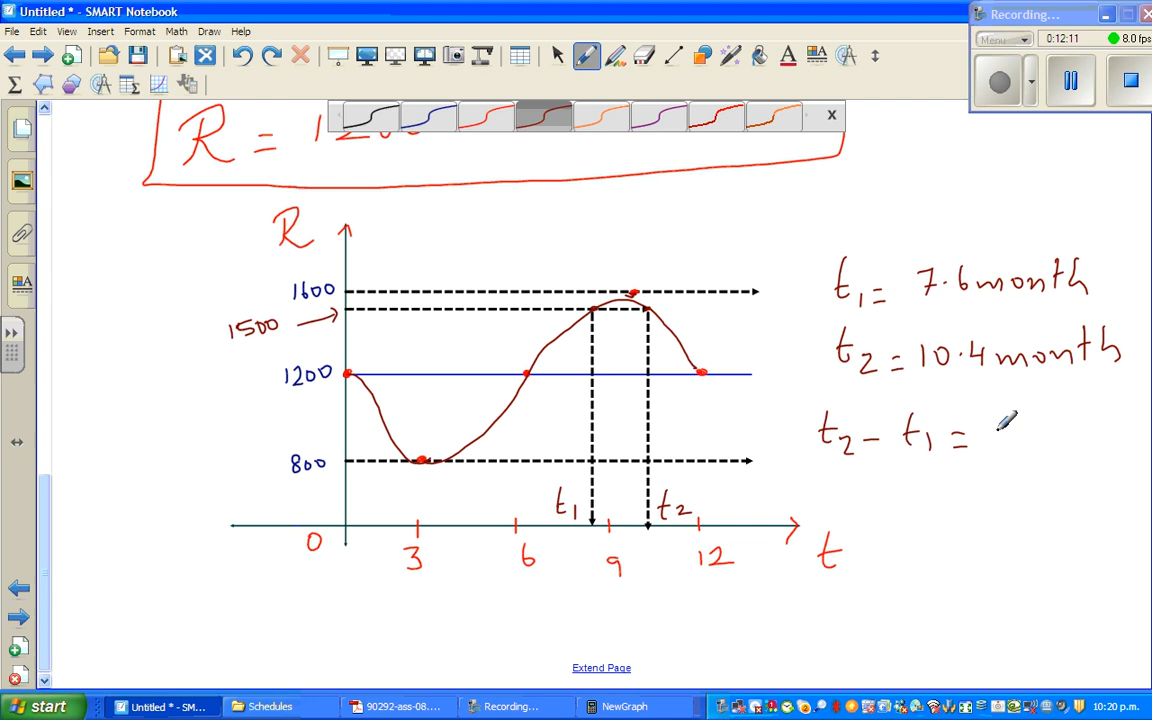 Untitled * - SMART Notebook
File Edit View Insert Format Math Draw Help
Recording...
Menu
0:12:11
8.0 fps
R =
R
1600
1500
1200
800
0
3
6
9
12
t
t1
t2
t1 = 7.6 month
t2 = 10.4 month
t2 - t1 =
Extend Page
start
Untitled * - SM...
Schedules
90292-ass-08....
Recording...
NewGraph
10:20 p.m.